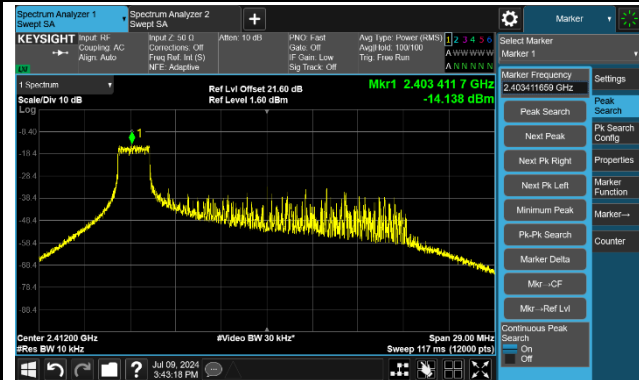 Spectrum Analyzer 1
Swept SA
Spectrum Analyzer 2
Swept SA
+
Marker
KEYSIGHT
Input: RF
Coupling: AC
Align: Auto
Input Z: 50 Ω
Corrections: Off
Freq Ref: Int (S)
NFE: Adaptive
Atten: 10 dB
PNO: Fast
Gate: Off
IF Gain: Low
Sig Track: Off
Avg Type: Power (RMS)
Avg|Hold: 100/100
Trig: Free Run
1 2 3 4 5 6
A W W W W W
A N N N N N
LU
Select Marker
Marker 1
1 Spectrum
Scale/Div 10 dB
Log
Ref Lvl Offset 21.60 dB
Ref Level 1.60 dBm
Mkr1 2.403 411 7 GHz
-14.138 dBm
1
-8.40
-18.4
-28.4
-38.4
-48.4
-58.4
-68.4
-78.4
-88.4
Center 2.41200 GHz
#Res BW 10 kHz
#Video BW 30 kHz*
Span 29.00 MHz
Sweep 117 ms (12000 pts)
Marker Frequency
2.403411659 GHz
Peak Search
Next Peak
Next Pk Right
Next Pk Left
Minimum Peak
Pk-Pk Search
Marker Delta
Mkr→CF
Mkr→Ref Lvl
Continuous Peak
Search
On
Off
Settings
Peak
Search
Pk Search
Config
Properties
Marker
Function
Marker→
Counter
?
Jul 09, 2024
3:43:18 PM